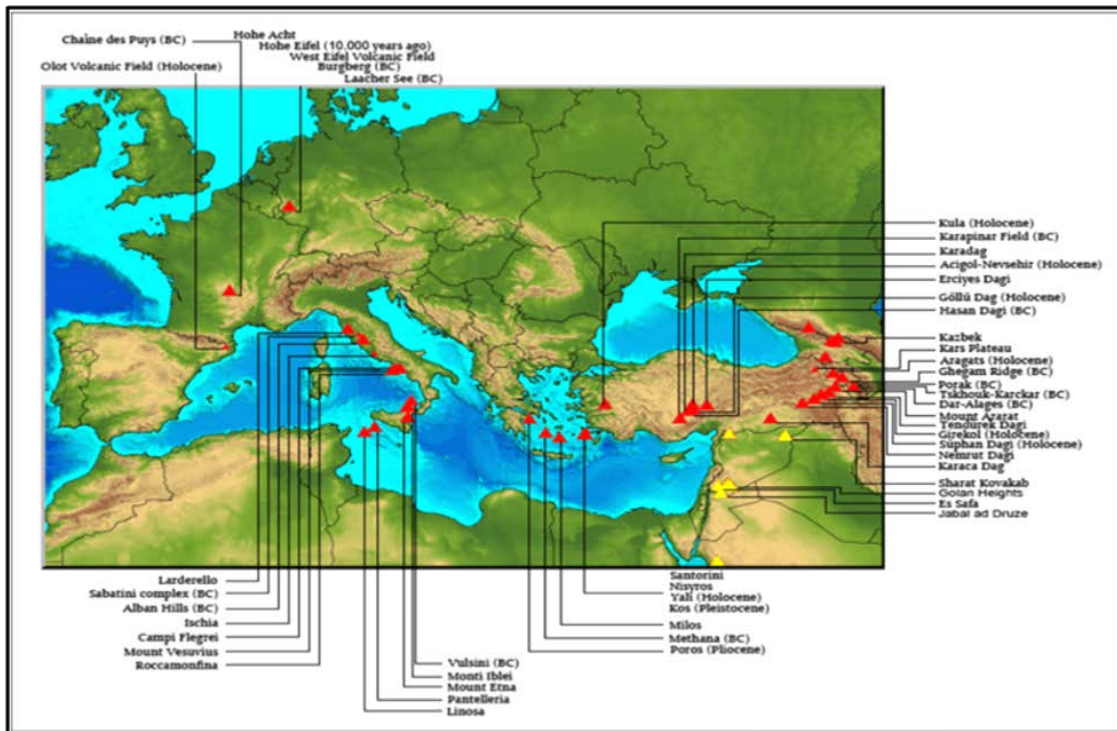 Chaîne des Puys (BC)
Olot Volcanic Field (Holocene)
Hohe Acht
Hohe Eifel (10,000 years ago)
West Eifel Volcanic Field
Burgberg (BC)
Laacher See (BC)
Kula (Holocene)
Karapinar Field (BC)
Karadag
Acigol-Nevsehir (Holocene)
Erciyes Dagi
Göllü Dag (Holocene)
Hasan Dagi (BC)
Kazbek
Kars Plateau
Aragats (Holocene)
Ghegam Ridge (BC)
Porak (BC)
Tskhouk-Karckar (BC)
Dar-Alages (BC)
Mount Ararat
Tendürek Dagi
Girekol (Holocene)
Süphan Dagi (Holocene)
Nemrut Dagi
Karaca Dag
Sharat Kovakab
Golan Heights
Es Safa
Jabal ad Druze
Larderello
Sabatini complex (BC)
Alban Hills (BC)
Ischia
Campi Flegrei
Mount Vesuvius
Roccamonfina
Vulsini (BC)
Monti Iblei
Mount Etna
Pantelleria
Linosa
Santorini
Nisyros
Yali (Holocene)
Kos (Pleistocene)
Milos
Methana (BC)
Poros (Pliocene)